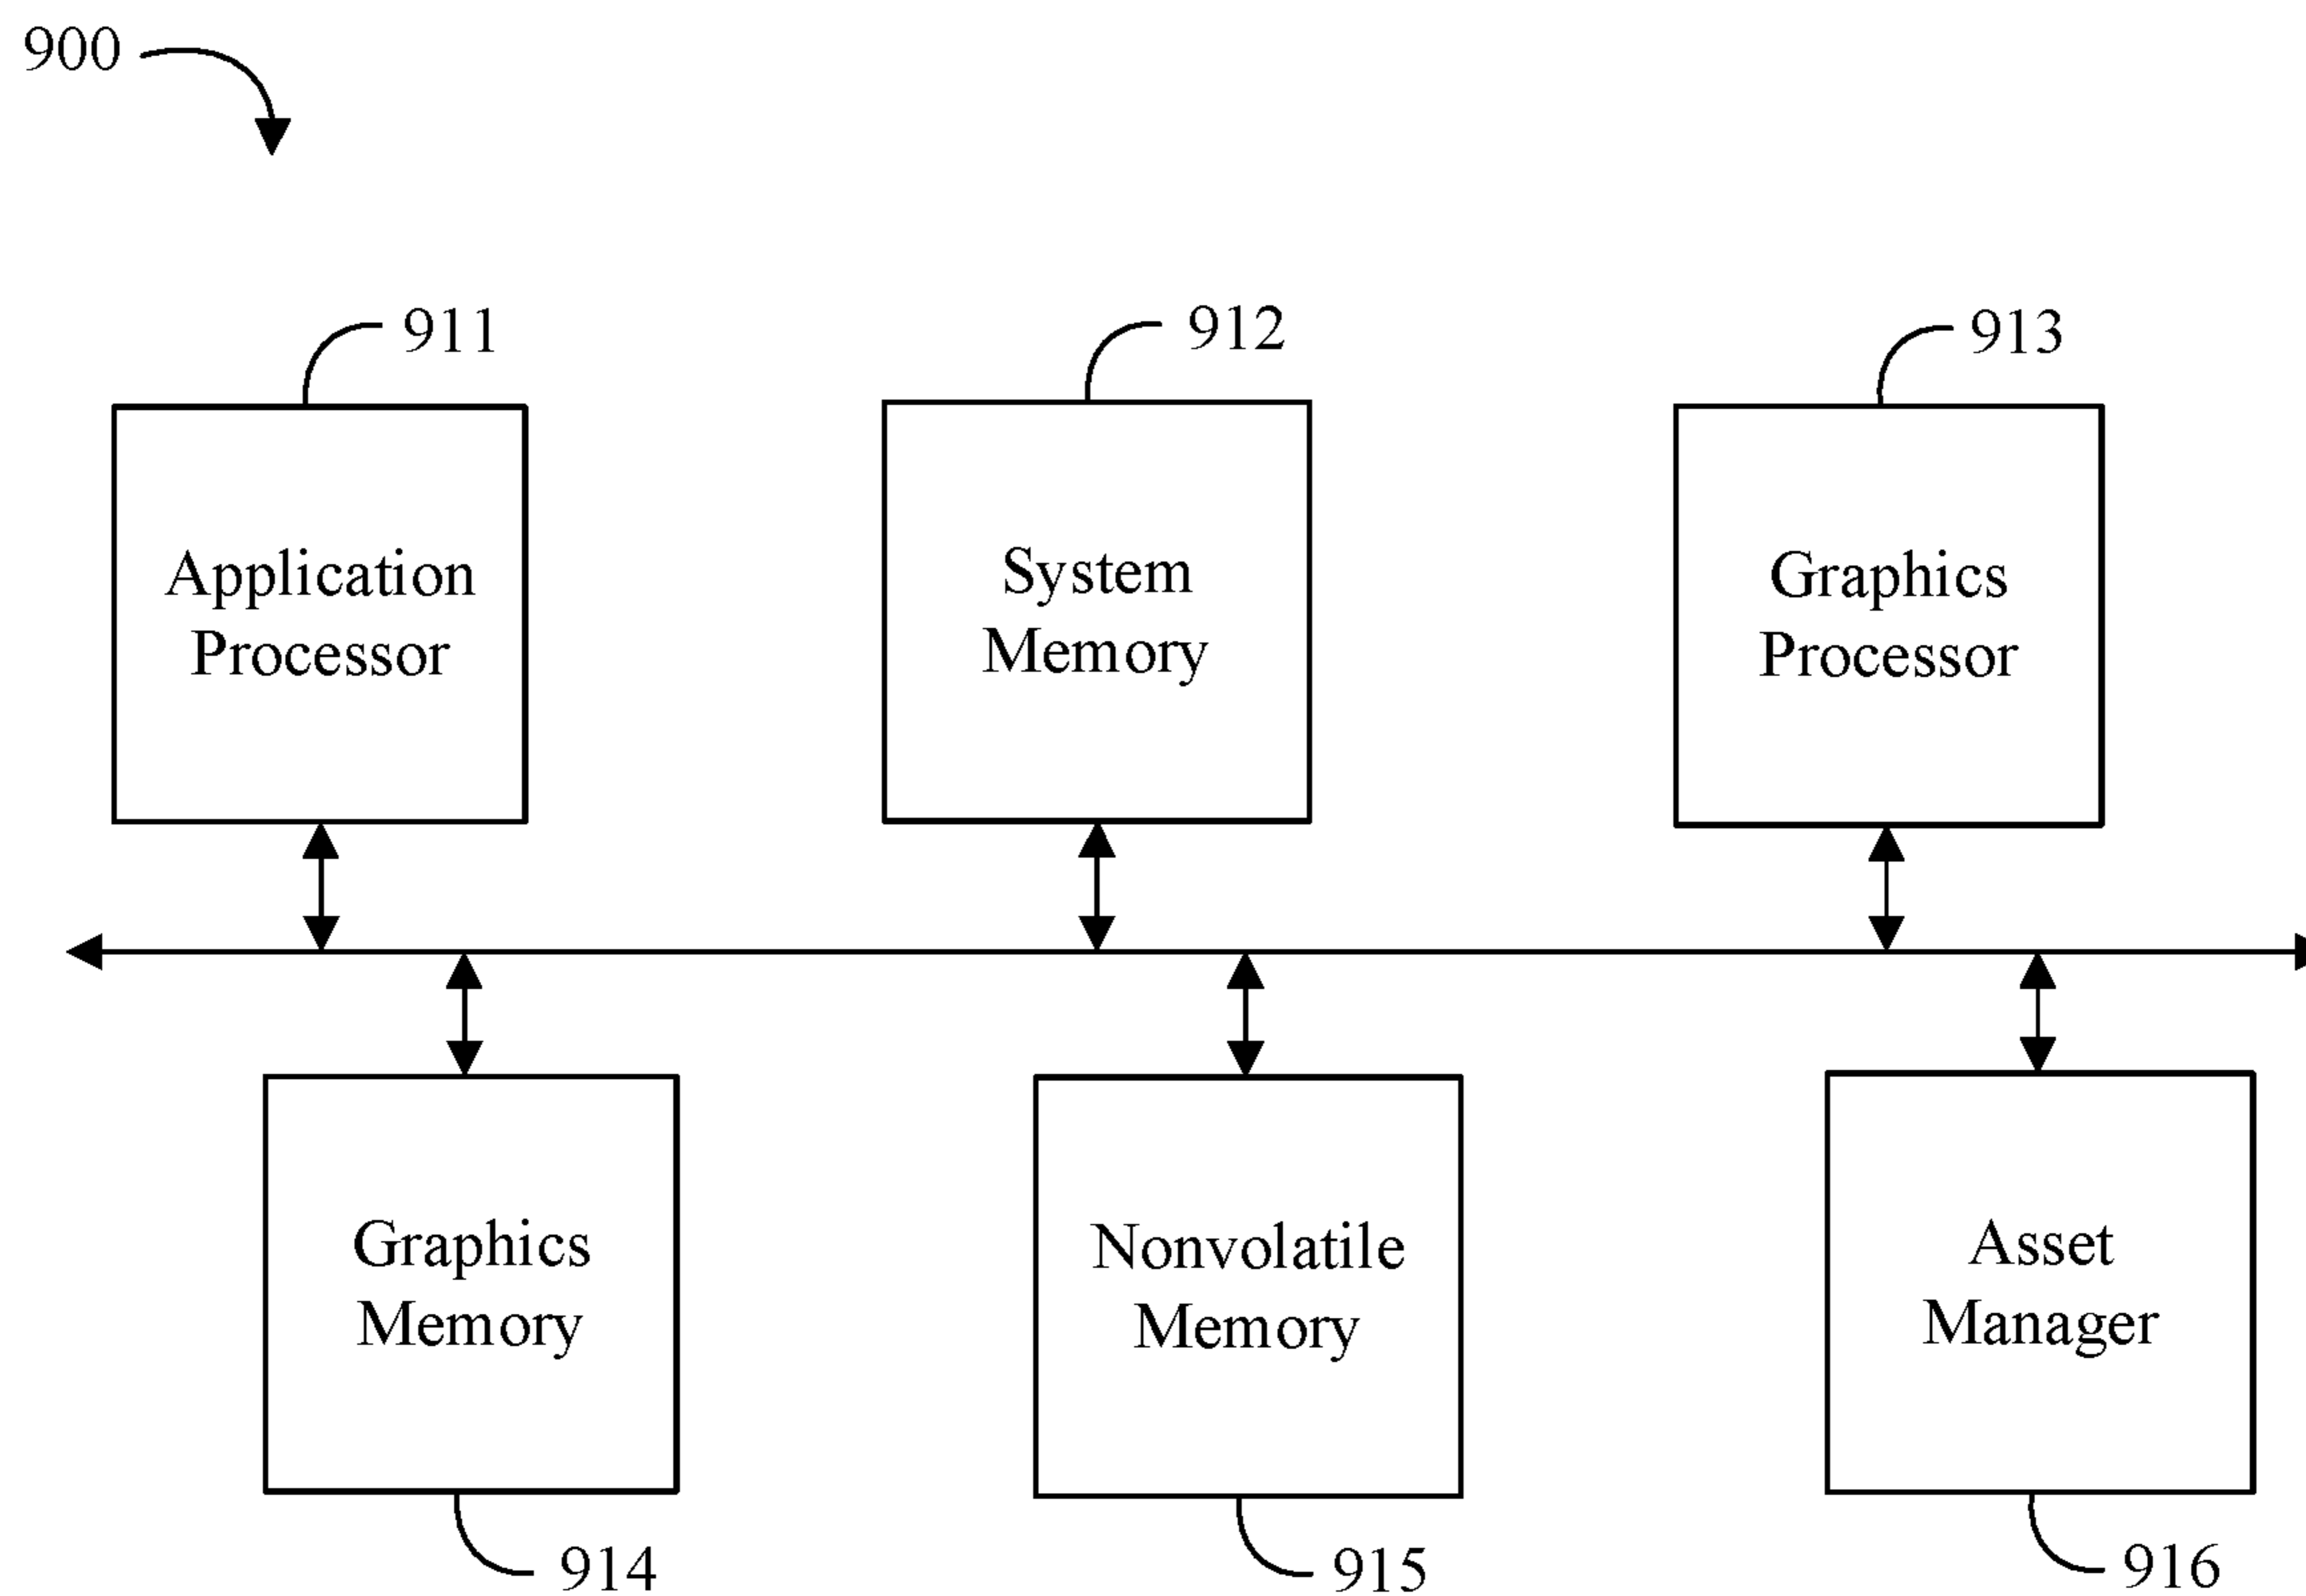 900
911
912
913
Application
Processor
System
Memory
Graphics
Processor
Graphics
Memory
Nonvolatile
Memory
Asset
Manager
914
915
916